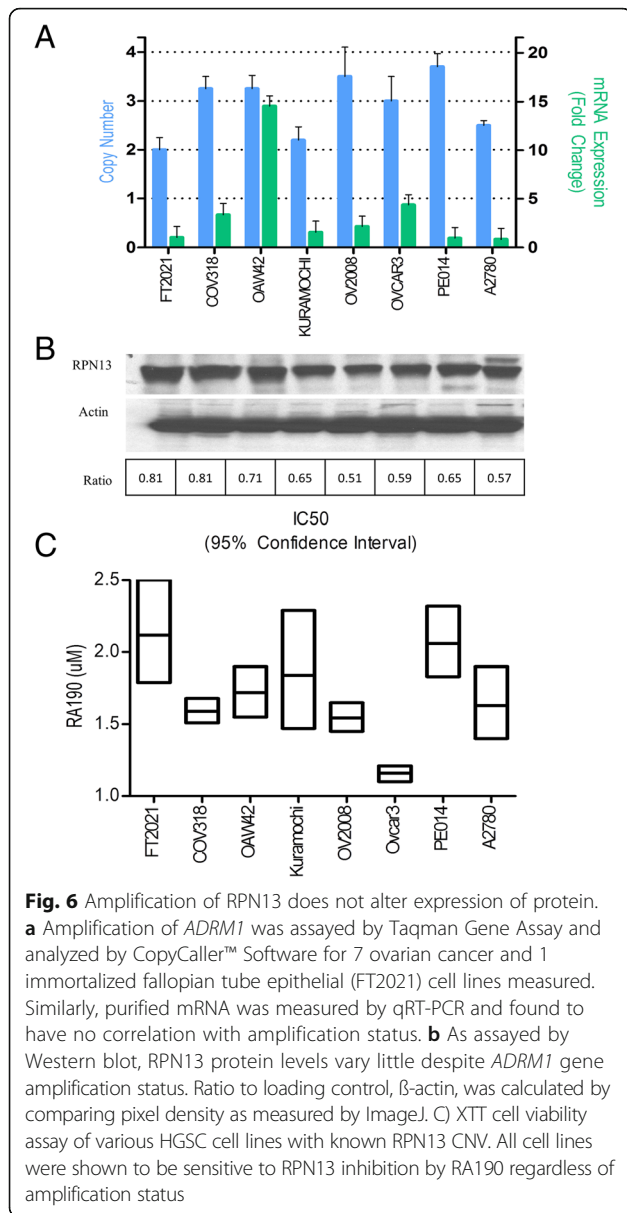 A
4
3
2
1
0
Copy Number
20
15
10
5
0
mRNA Expression
(Fold Change)
FT2021
COV318
OAW42
KURAMOCHI
OV2008
OVCAR3
PE014
A2780
B
RPN13
Actin
Ratio
0.81 0.81 0.71 0.65 0.51 0.59 0.65 0.57
IC50
(95% Confidence Interval)
C
2.5
2.0
1.5
1.0
RA190 (uM)
FT2021
COV318
OAW42
Kuramochi
OV2008
Ovcar3
PE014
A2780
Fig. 6 Amplification of RPN13 does not alter expression of protein.
a Amplification of ADRM1 was assayed by Taqman Gene Assay and
analyzed by CopyCaller™ Software for 7 ovarian cancer and 1
immortalized fallopian tube epithelial (FT2021) cell lines measured.
Similarly, purified mRNA was measured by qRT-PCR and found to
have no correlation with amplification status. b As assayed by
Western blot, RPN13 protein levels vary little despite ADRM1 gene
amplification status. Ratio to loading control, ß-actin, was calculated by
comparing pixel density as measured by ImageJ. C) XTT cell viability
assay of various HGSC cell lines with known RPN13 CNV. All cell lines
were shown to be sensitive to RPN13 inhibition by RA190 regardless of
amplification status